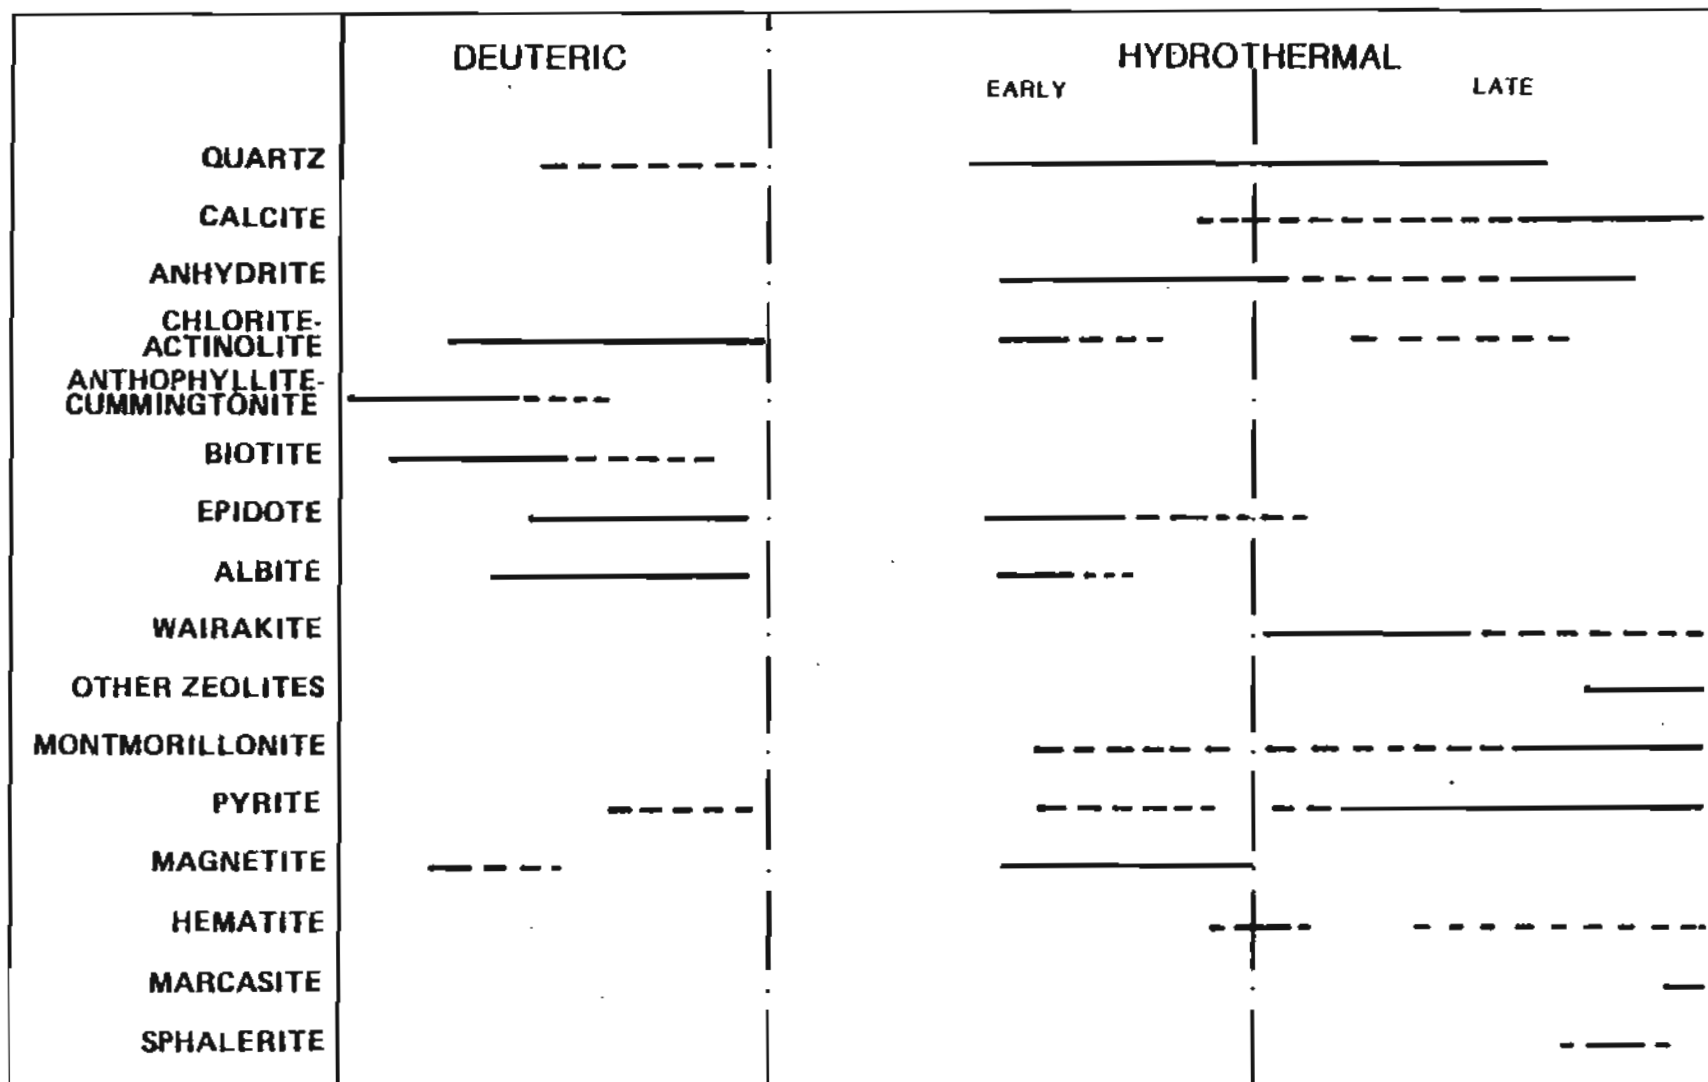 DEUTERIC
HYDROTHERMAL
EARLY
LATE
QUARTZ
CALCITE
ANHYDRITE
CHLORITE-
ACTINOLITE
ANTHOPHYLLITE-
CUMMINGTONITE
BIOTITE
EPIDOTE
ALBITE
WAIRAKITE
OTHER ZEOLITES
MONTMORILLONITE
PYRITE
MAGNETITE
HEMATITE
MARCASITE
SPHALERITE